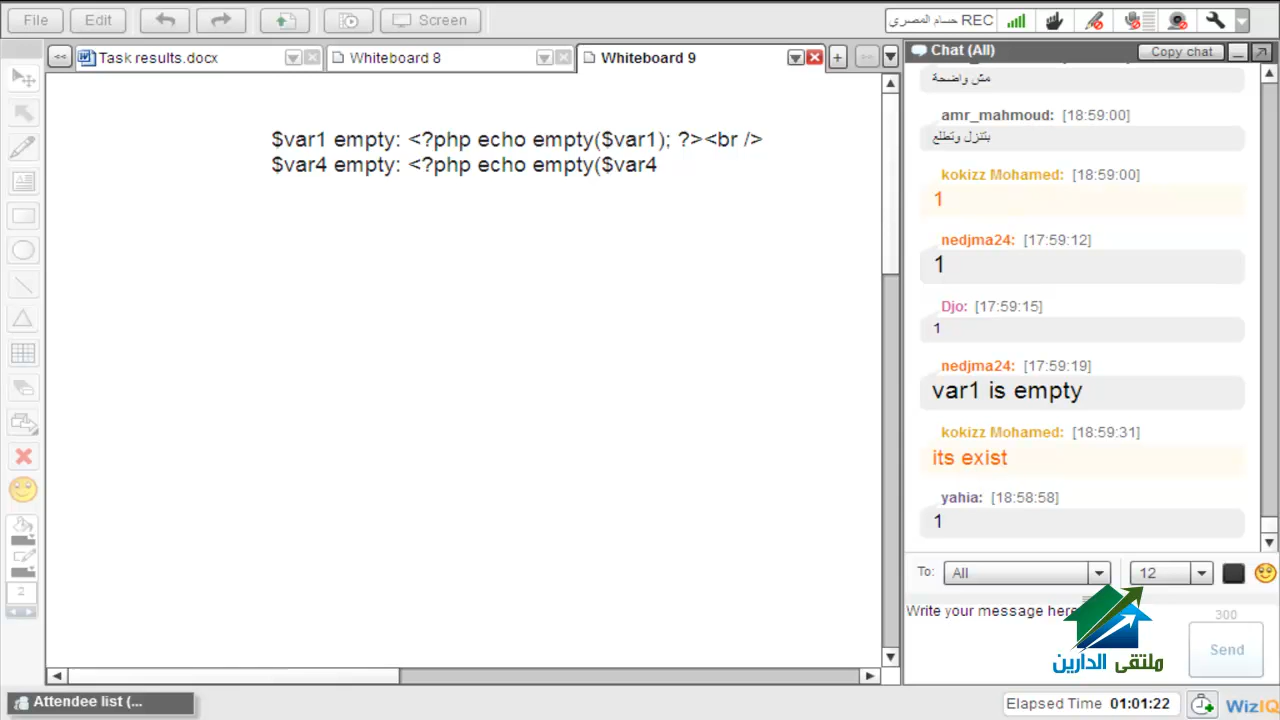 File Edit Screen حسام المصري REC
<< Task results.docx Whiteboard 8 Whiteboard 9
Chat (All) Copy chat
$var1 empty: <?php echo empty($var1); ?><br />
$var4 empty: <?php echo empty($var4
مش واضحة
amr_mahmoud: [18:59:00]
بتنزل وتطلع
kokizz Mohamed: [18:59:00]
1
nedjma24: [17:59:12]
1
Djo: [17:59:15]
1
nedjma24: [17:59:19]
var1 is empty
kokizz Mohamed: [18:59:31]
its exist
yahia: [18:58:58]
1
To: All 12
Write your message here
300
Send
ملتقى الدارين
2
Attendee list (...
Elapsed Time 01:01:22
WizIQ